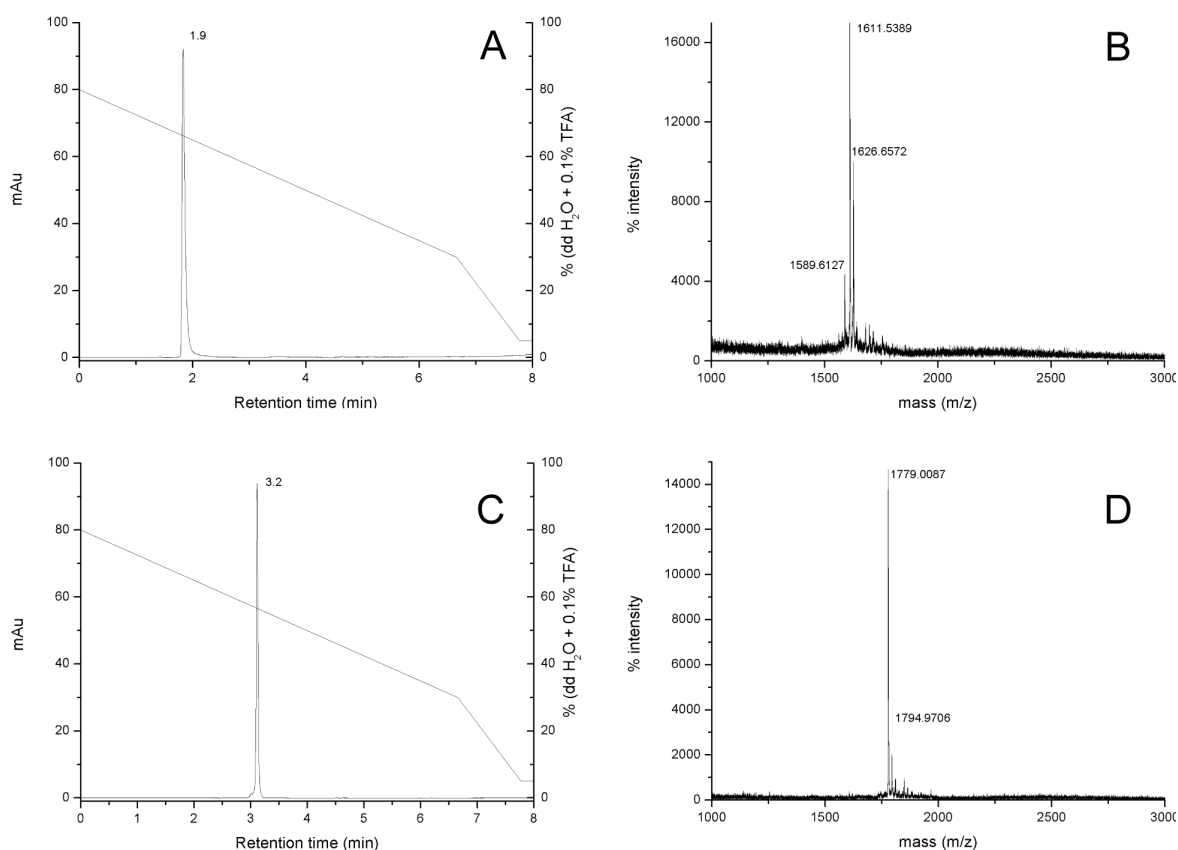 100
80
60
40
20
0
mAu
1.9
A
100
80
60
40
20
0
% (dd H₂O + 0.1% TFA)
0 2 4 6 8
Retention time (min)
16000
12000
8000
4000
0
% intensity
1611.5389
1626.6572
1589.6127
B
1000 1500 2000 2500 3000
mass (m/z)
100
80
60
40
20
0
mAu
3.2
C
100
80
60
40
20
0
% (dd H₂O + 0.1% TFA)
0 1 2 3 4 5 6 7 8
Retention time (min)
14000
12000
10000
8000
6000
4000
2000
0
% intensity
1779.0087
1794.9706
D
1000 1500 2000 2500 3000
mass (m/z)